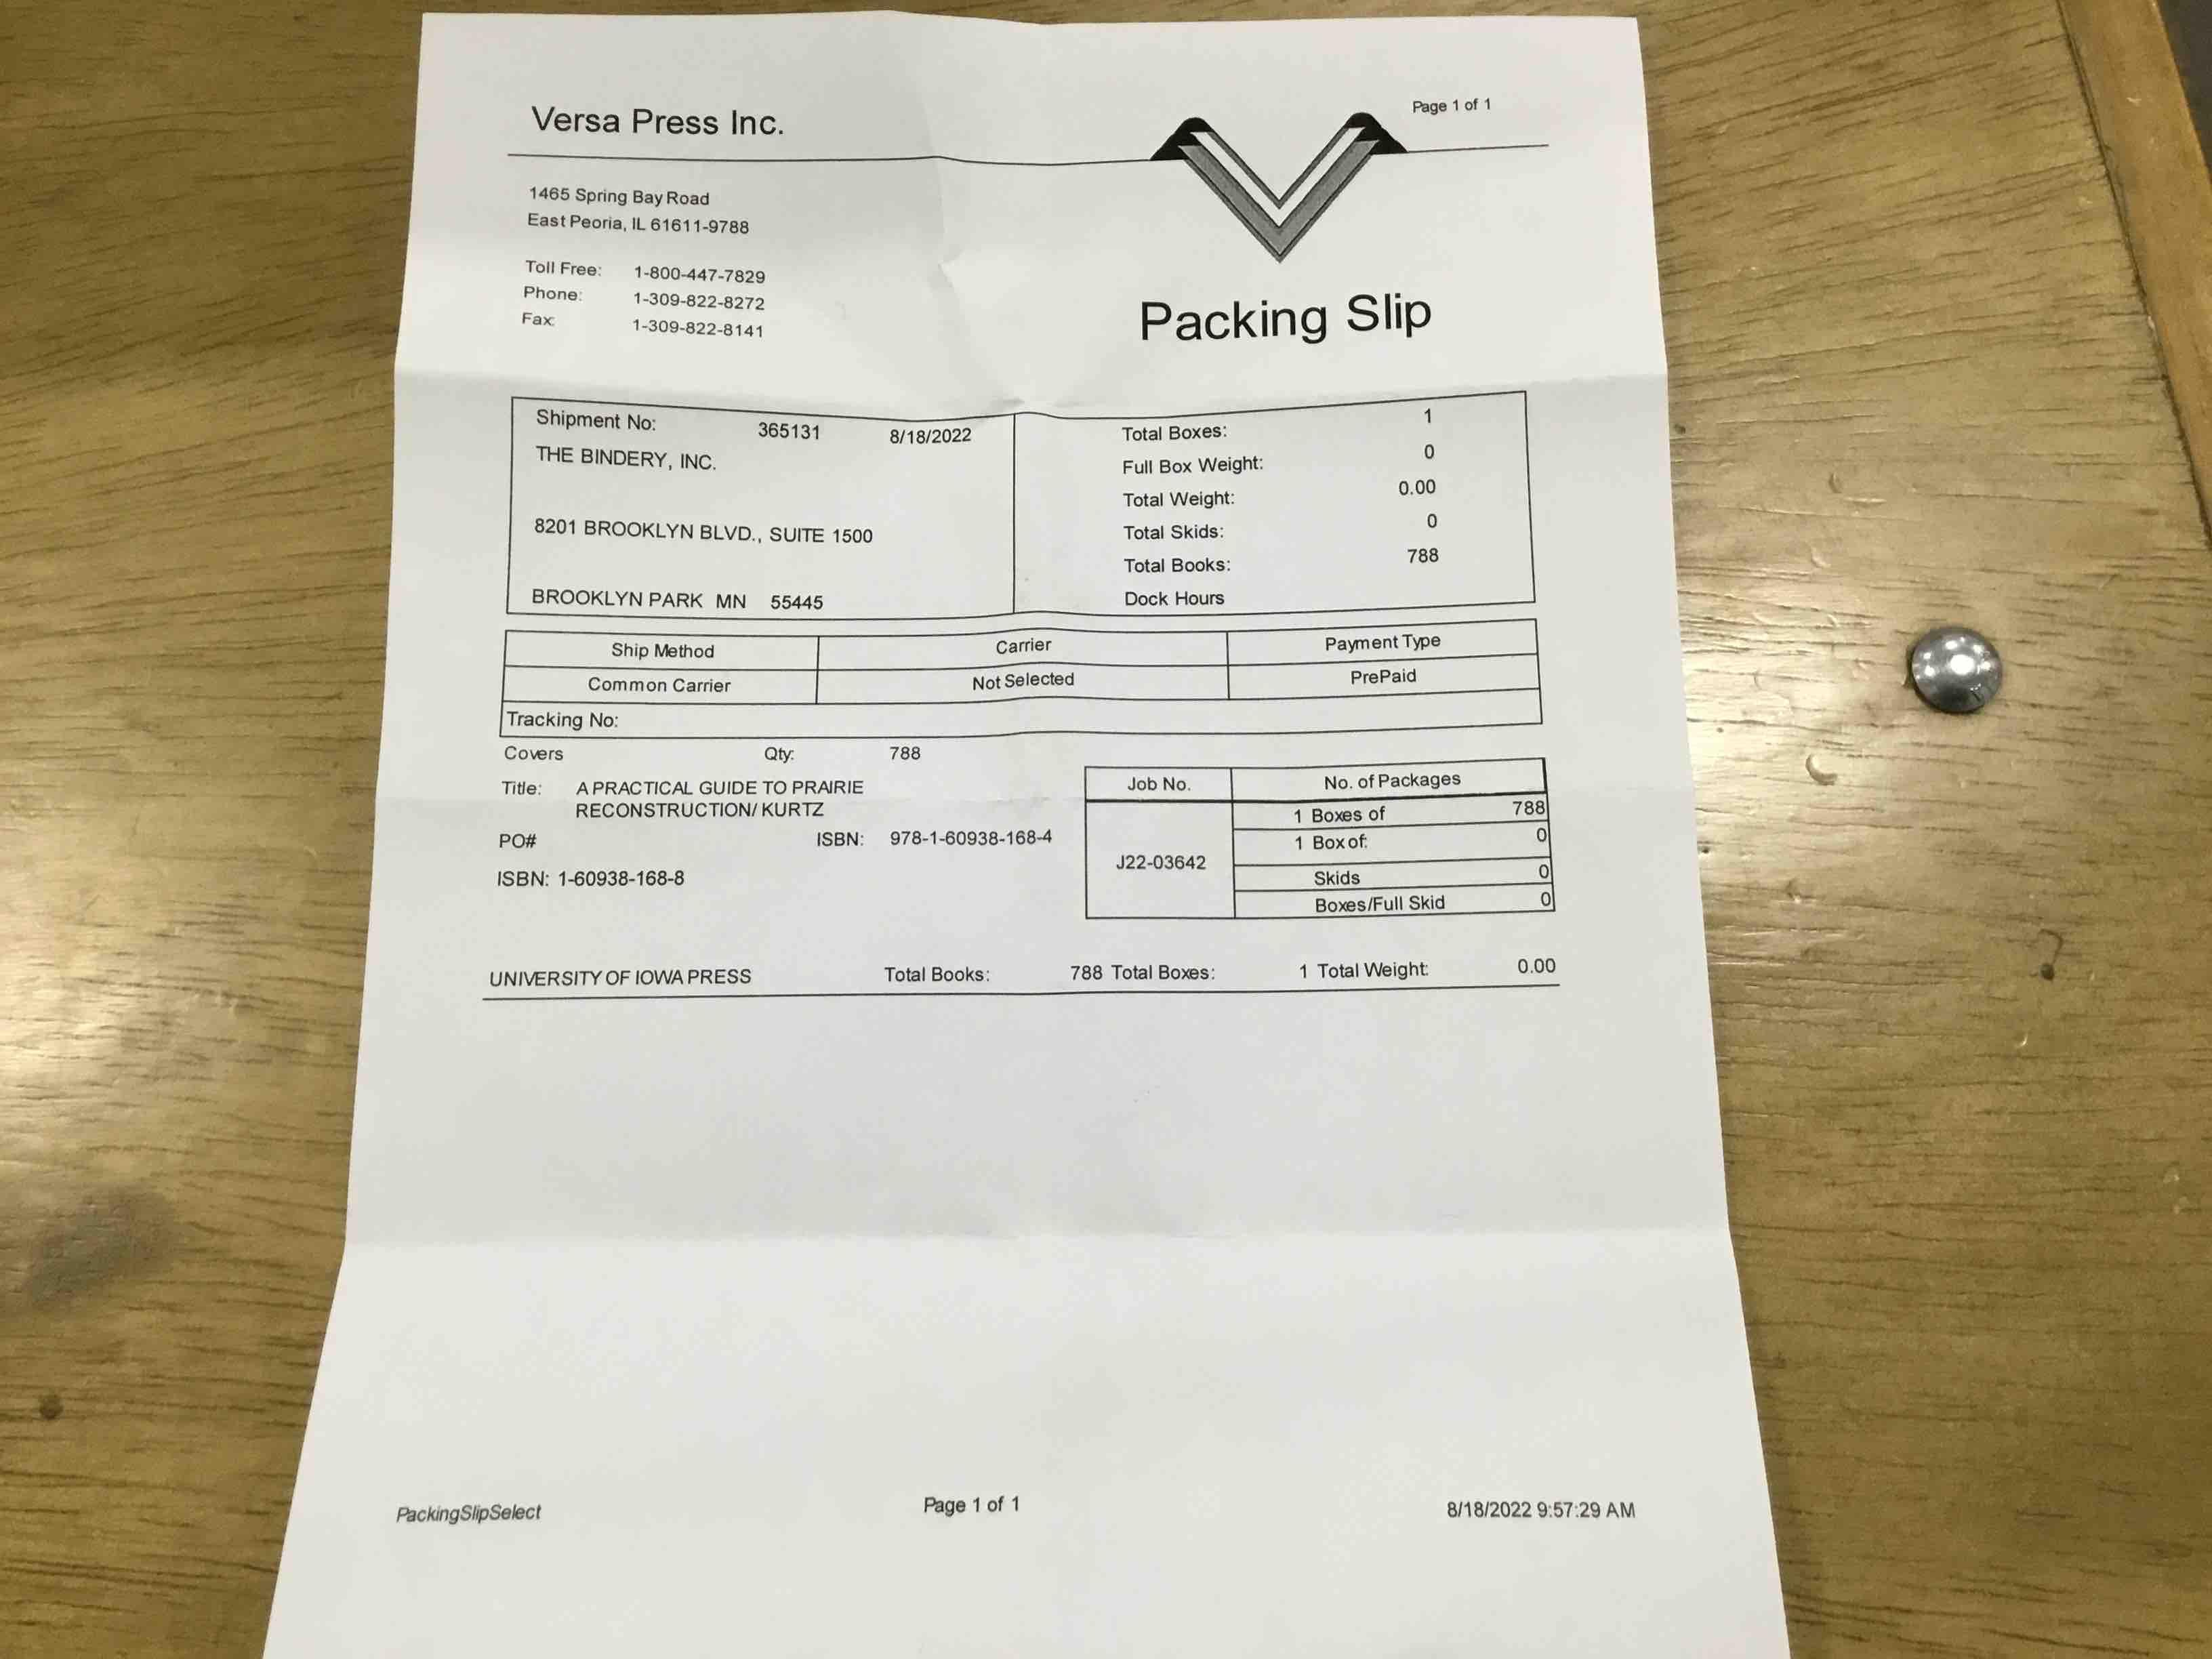 Page 1 of 1
Versa Press Inc.
1465 Spring Bay Road
East Peoria, IL 61611-9788
Toll Free: 1-800-447-7829
Phone: 1-309-822-8272
Fax: 1-309-822-8141
Packing Slip
Shipment No: 365131 8/18/2022
THE BINDERY, INC.
8201 BROOKLYN BLVD., SUITE 1500
BROOKLYN PARK MN 55445
Total Boxes: 1
Full Box Weight: 0
Total Weight: 0.00
Total Skids: 0
Total Books: 788
Dock Hours
Ship Method Carrier Payment Type
Common Carrier Not Selected PrePaid
Tracking No:
Covers Qty: 788
Title: A PRACTICAL GUIDE TO PRAIRIE
RECONSTRUCTION/ KURTZ
PO# ISBN: 978-1-60938-168-4
ISBN: 1-60938-168-8
Job No. No. of Packages
J22-03642
1 Boxes of 788
1 Box of: 0
Skids 0
Boxes/Full Skid 0
UNIVERSITY OF IOWA PRESS Total Books: 788 Total Boxes: 1 Total Weight: 0.00
PackingSlipSelect Page 1 of 1 8/18/2022 9:57:29 AM